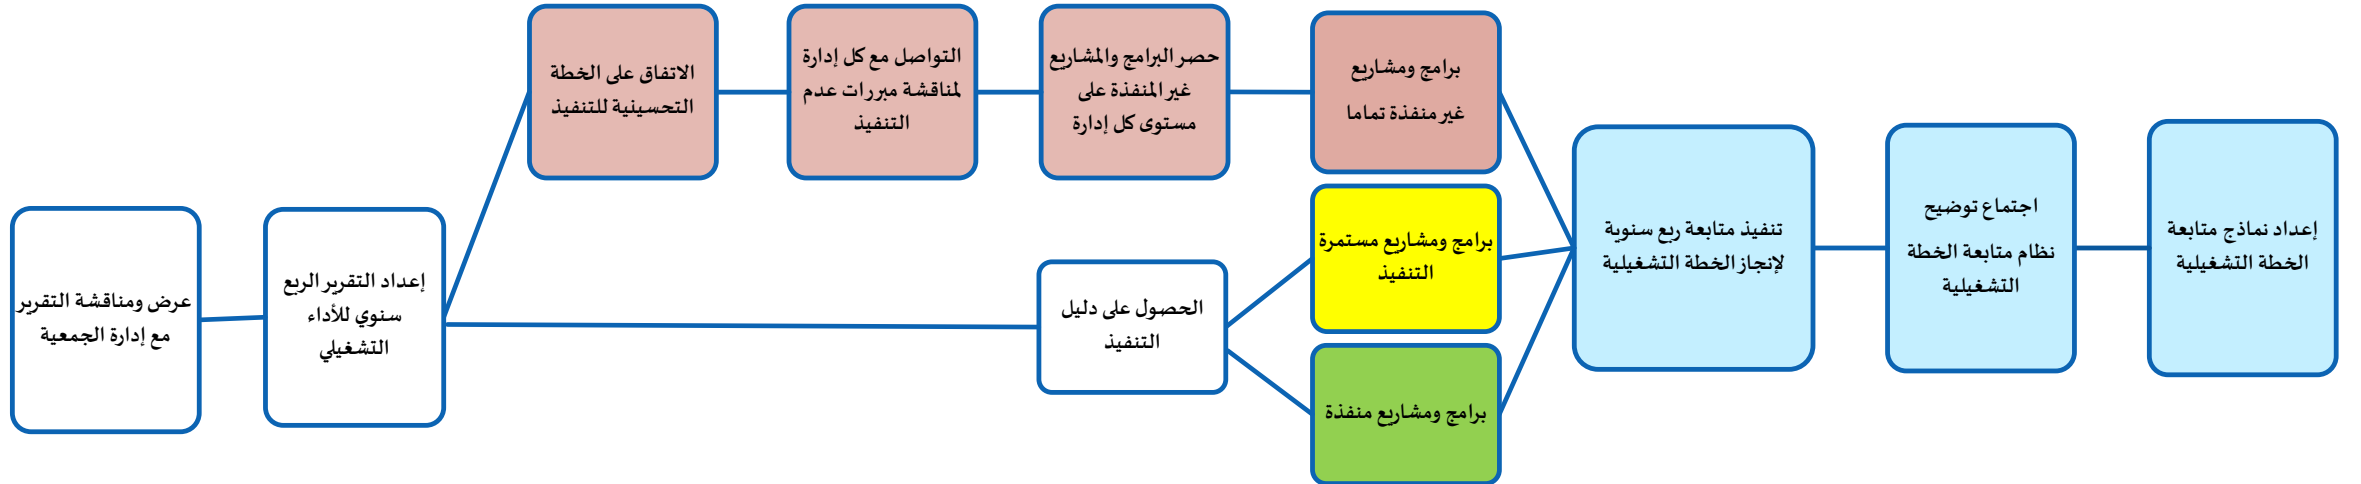 إعداد نماذج متابعة
الخطة التشغيلية
اجتماع توضيح
نظام متابعة الخطة
التشغيلية
تنفيذ متابعة ربع سنوية
لإنجاز الخطة التشغيلية
برامج ومشاريع
غير منفذة تماما
حصر البرامج والمشاريع
غير المنفذة على
مستوى كل إدارة
التواصل مع كل إدارة
لمناقشة مبررات عدم
التنفيذ
الاتفاق على الخطة
التحسينية للتنفيذ
برامج ومشاريع مستمرة
التنفيذ
برامج ومشاريع منفذة
الحصول على دليل
التنفيذ
إعداد التقرير الربع
سنوي للأداء
التشغيلي
عرض ومناقشة التقرير
مع إدارة الجمعية